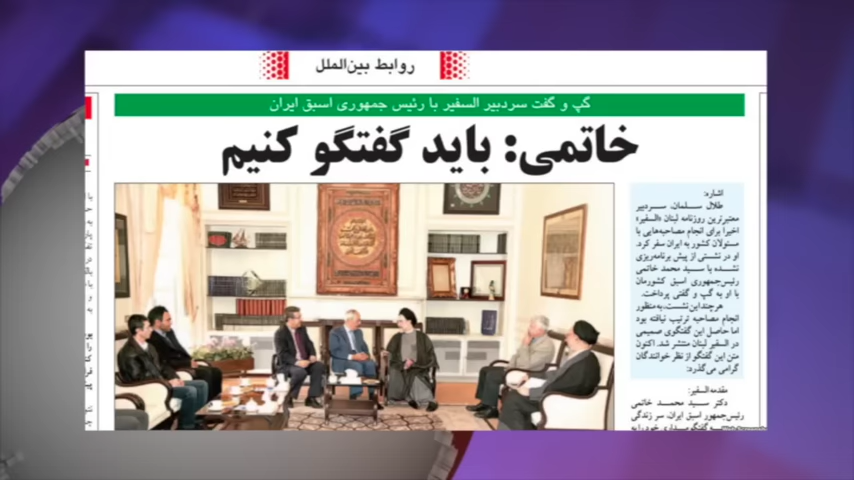 روابط بین‌الملل
گپ و گفت سردبیر السفیر با رئیس جمهوری اسبق ایران
خاتمی: باید گفتگو کنیم
اشاره:
طلال سلمان، سردبیر
معتبرترین روزنامه لبنان «السفیر»
اخیرا برای انجام مصاحبه‌هایی با
مسئولان کشور به ایران سفر کرد.
او در نشستی از پیش برنامه‌ریزی
نشده با سید محمد خاتمی
رئیس‌جمهوری اسبق کشورمان
با او به گپ و گفتی پرداخت.
هرچند این نشست، به منظور
انجام مصاحبه ترتیب نیافته بود
اما حاصل این گفتگوی صمیمی
در السفیر لبنان منتشر شد. اکنون
متن این گفتگو از نظر خوانندگان
گرامی می‌گذرد:
مقدمه السفیر:
دکتر سید محمد خاتمی
رئیس‌جمهور اسبق ایران، سر زندگی